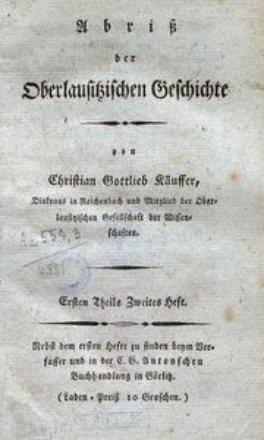 Abriß
der
Oberlausitzischen Geschichte
von
Christian Gottlieb Käuffer,
Diakonus in Reichenbach und Mitglied der Ober-
lausitzischen Gesellschaft der Wissen-
schaften.
Ersten Theils Zweites Heft.
Nebst dem ersten Hefte zu finden beym Ver-
fasser und in der C. G. Antonschen
Buchhandlung in Görlitz.
(Laden-Preiß 10 Groschen.)